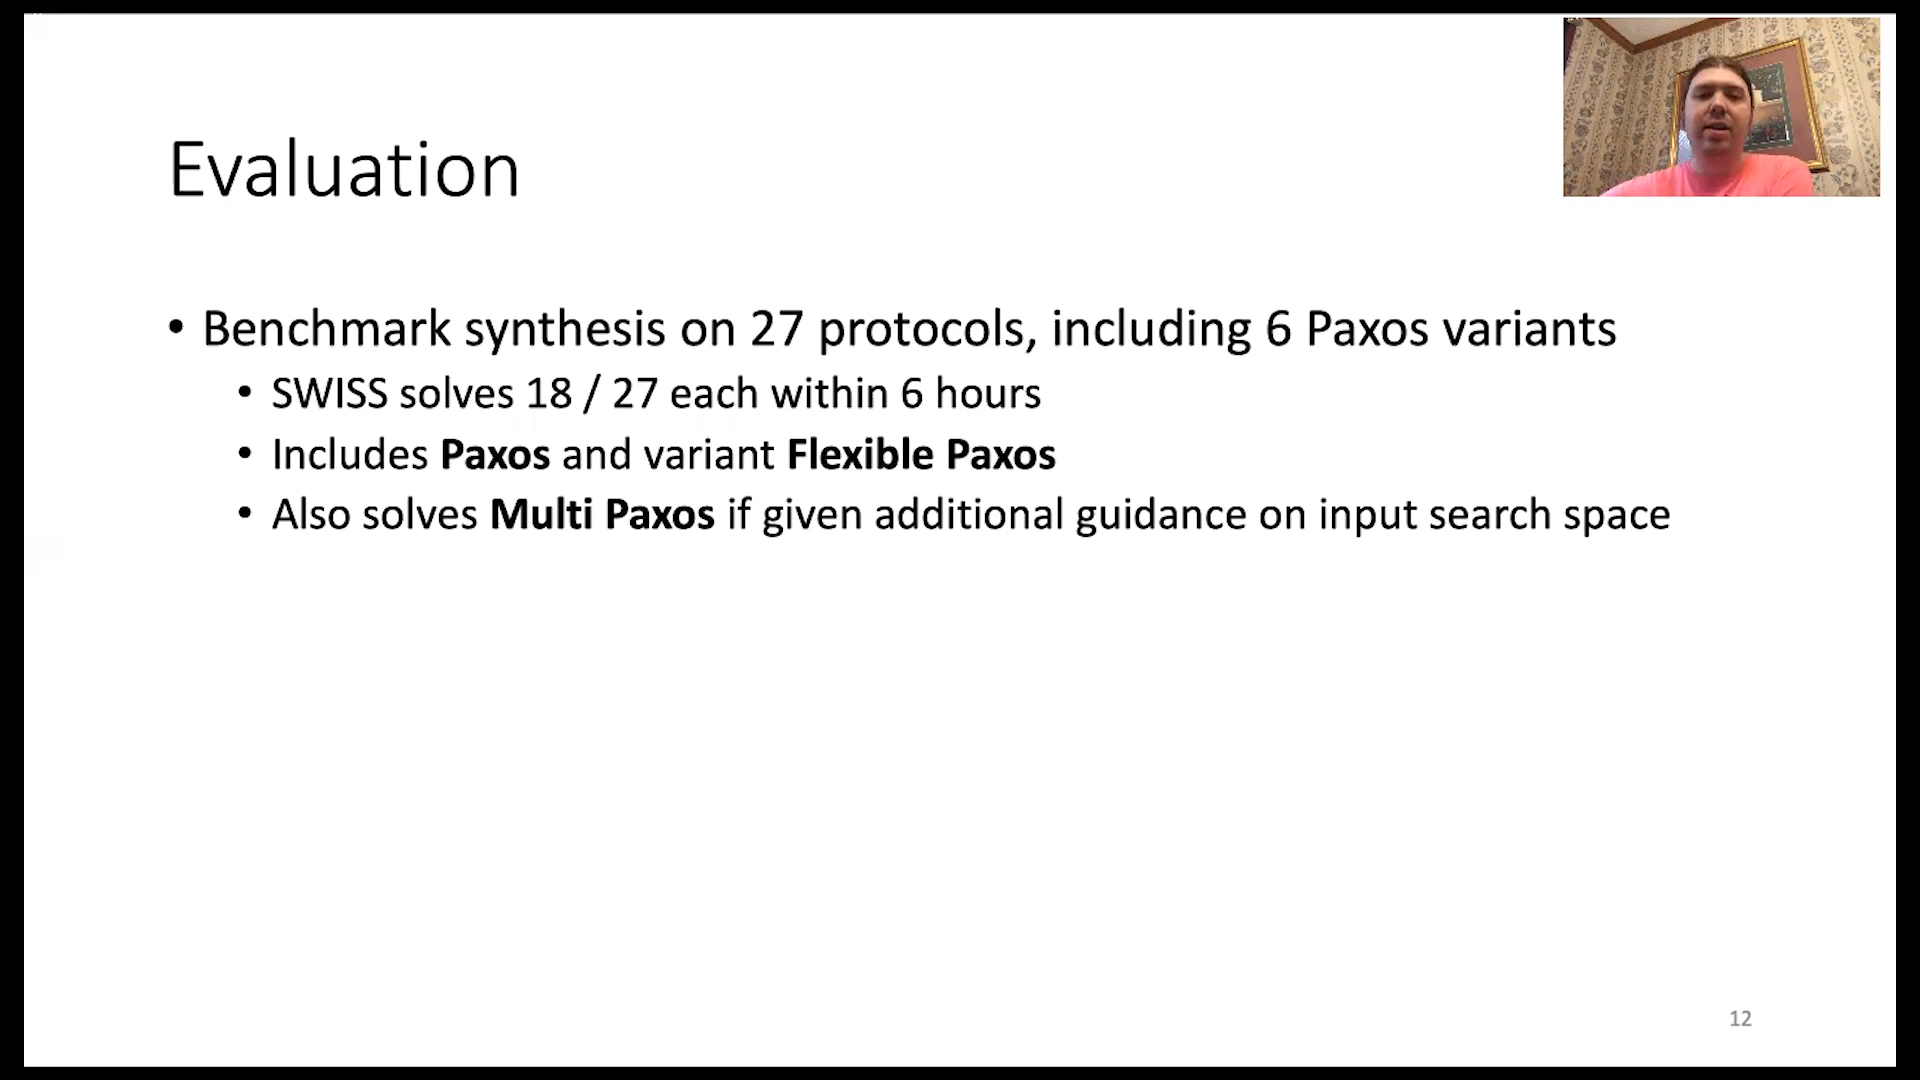 Evaluation
• Benchmark synthesis on 27 protocols, including 6 Paxos variants
• SWISS solves 18 / 27 each within 6 hours
• Includes Paxos and variant Flexible Paxos
• Also solves Multi Paxos if given additional guidance on input search space
12